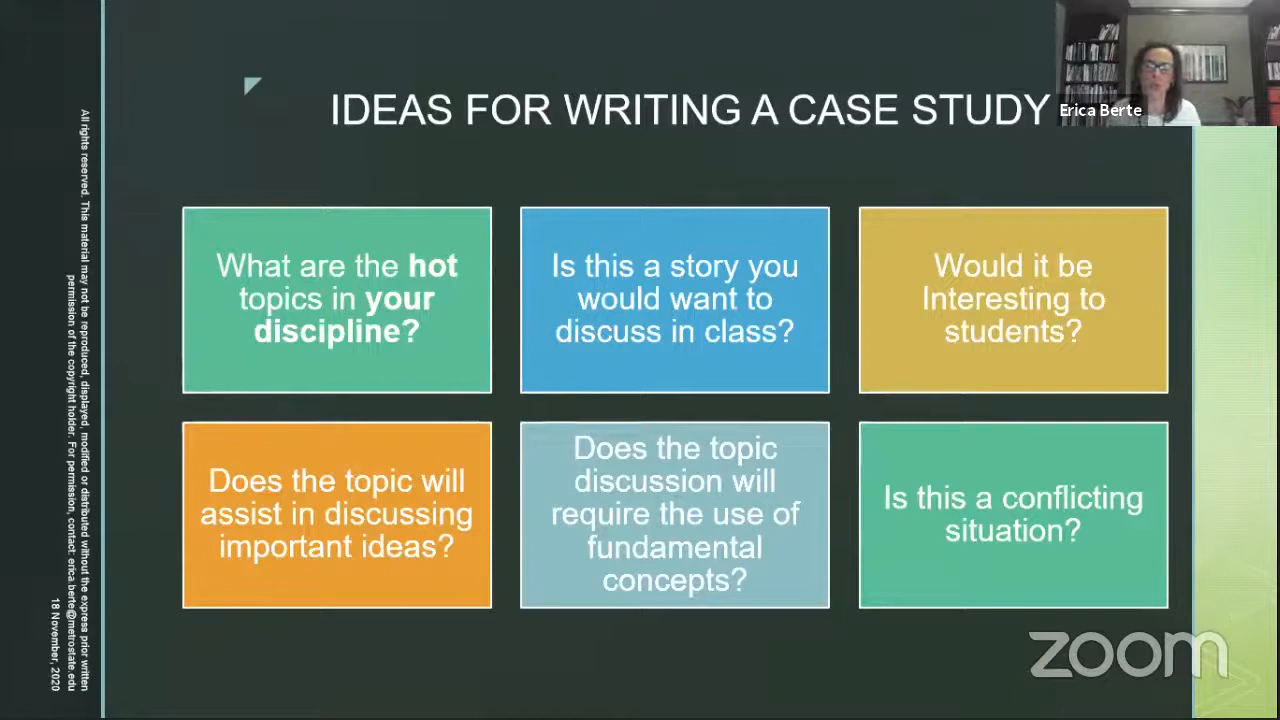 IDEAS FOR WRITING A CASE STUDY
Erica Berte
What are the hot
topics in your
discipline?
Is this a story you
would want to
discuss in class?
Would it be
Interesting to
students?
Does the topic will
assist in discussing
important ideas?
Does the topic
discussion will
require the use of
fundamental
concepts?
Is this a conflicting
situation?
All rights reserved. This material may not be reproduced, displayed, modified or distributed without the express prior written
permission of the copyright holder. For permission, contact: erica.berte@metrostate.edu
18 November, 2020
zoom